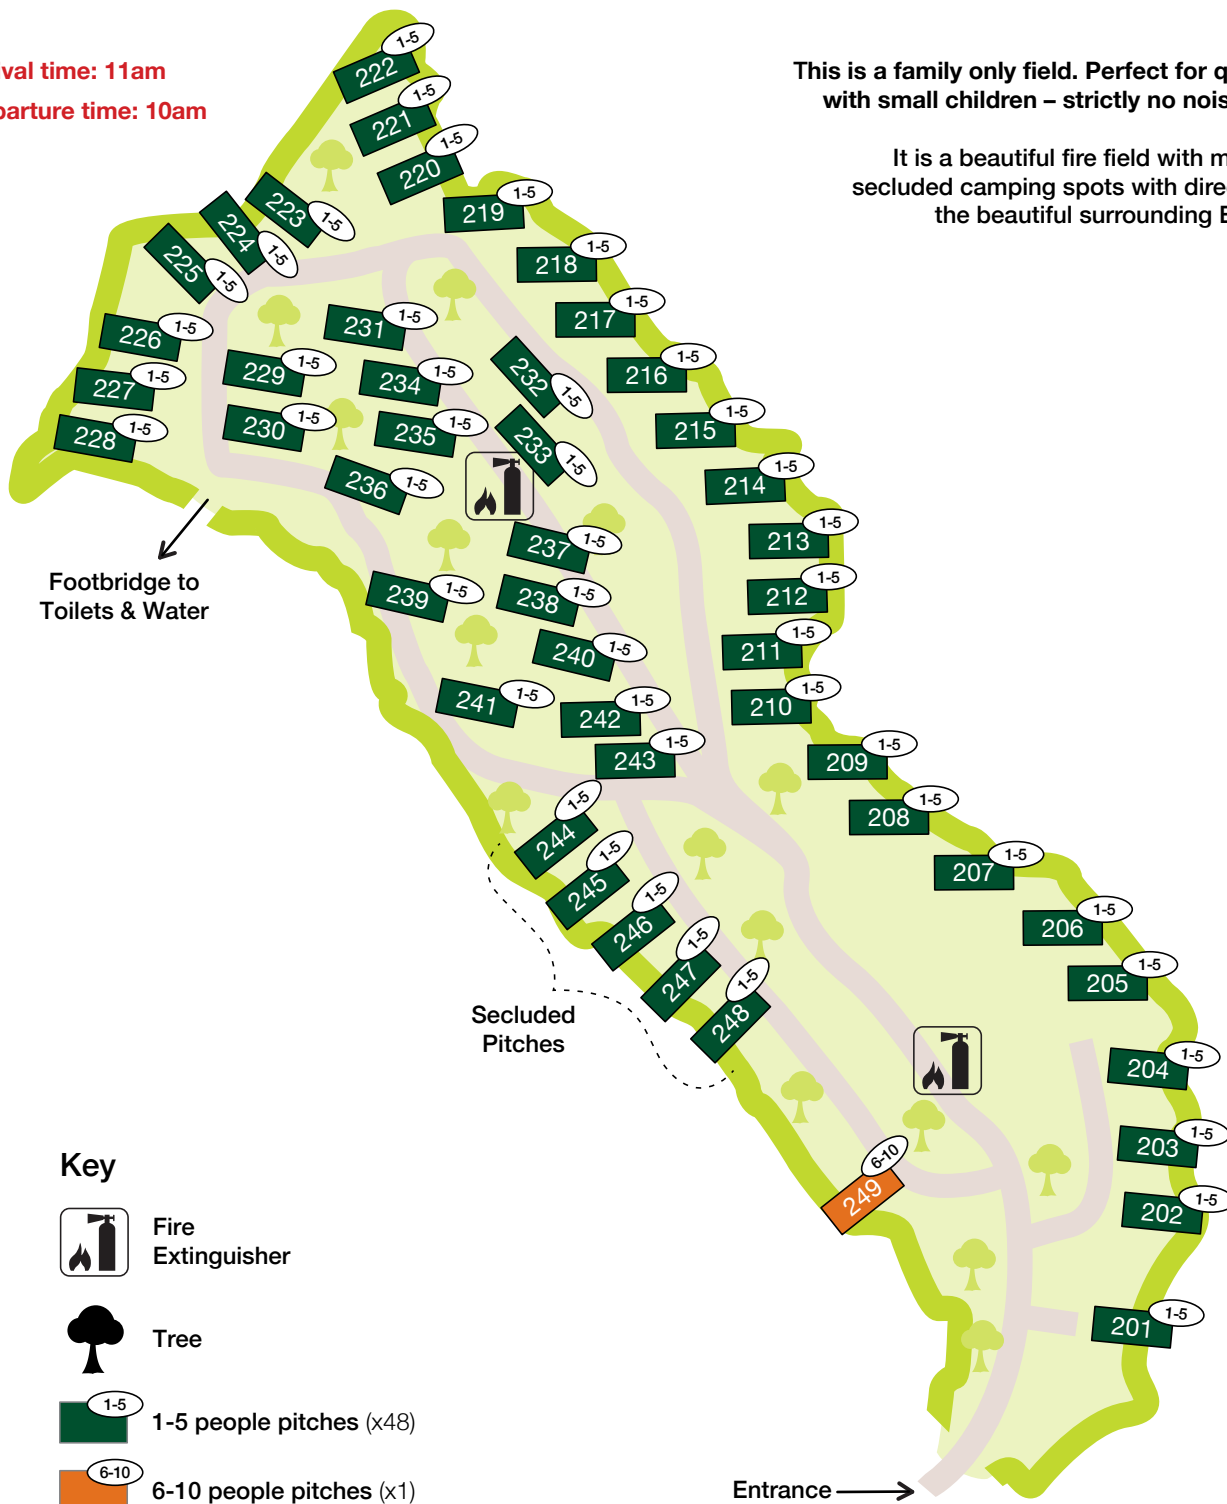 ival time: 11am
parture time: 10am
This is a family only field. Perfect for q
with small children – strictly no nois
It is a beautiful fire field with m
secluded camping spots with dire
the beautiful surrounding E
222 1-5
221 1-5
220 1-5
219 1-5
223 1-5
224 1-5
225 1-5
218 1-5
217 1-5
231 1-5
226 1-5
216 1-5
229 1-5
232 1-5
234 1-5
227 1-5
215 1-5
230 1-5
235 1-5
233 1-5
228 1-5
214 1-5
236 1-5
213 1-5
237 1-5
Footbridge to
Toilets & Water
239 1-5
238 1-5
212 1-5
240 1-5
211 1-5
241 1-5
242 1-5
210 1-5
243 1-5
209 1-5
244 1-5
208 1-5
245 1-5
207 1-5
246 1-5
206 1-5
247 1-5
205 1-5
248 1-5
Secluded
Pitches
204 1-5
203 1-5
249 6-10
202 1-5
201 1-5
Key
Fire
Extinguisher
Tree
1-5
1-5 people pitches (x48)
6-10
6-10 people pitches (x1)
Entrance